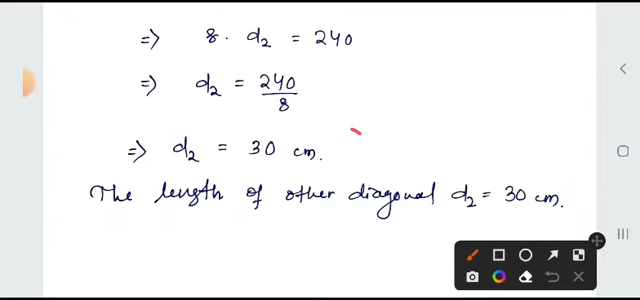 => 8 · d₂ = 240
=> d₂ = 240/8
=> d₂ = 30 cm.
The length of other diagonal d₂ = 30 cm.